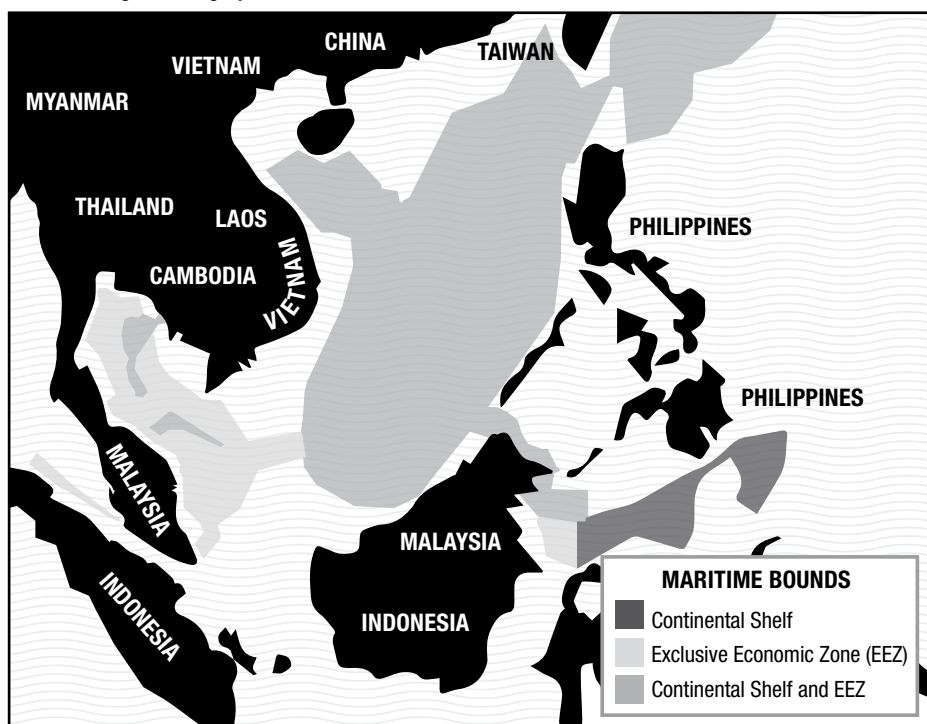 CHINA
TAIWAN
VIETNAM
MYANMAR
THAILAND
LAOS
PHILIPPINES
CAMBODIA
VIETNAM
PHILIPPINES
MALAYSIA
MALAYSIA
INDONESIA
INDONESIA
MARITIME BOUNDS
Continental Shelf
Exclusive Economic Zone (EEZ)
Continental Shelf and EEZ